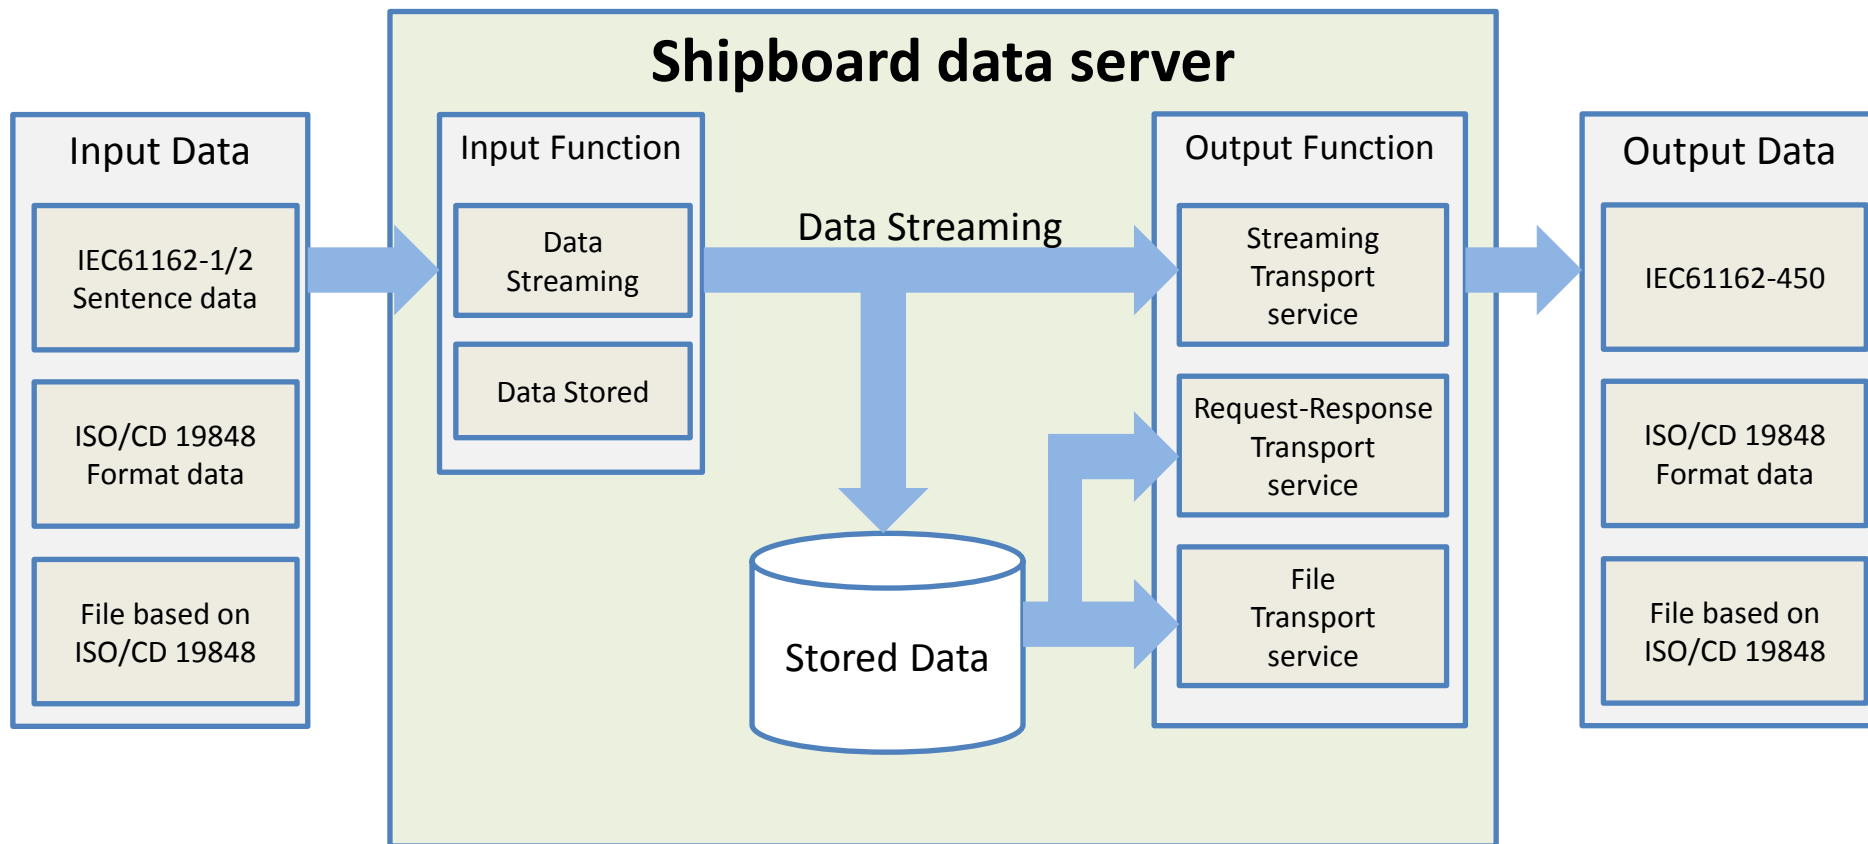 Shipboard data server
Input Data
IEC61162-1/2
Sentence data
ISO/CD 19848
Format data
File based on
ISO/CD 19848
Input Function
Data
Streaming
Data Stored
Data Streaming
Stored Data
Output Function
Streaming
Transport
service
Request-Response
Transport
service
File
Transport
service
Output Data
IEC61162-450
ISO/CD 19848
Format data
File based on
ISO/CD 19848